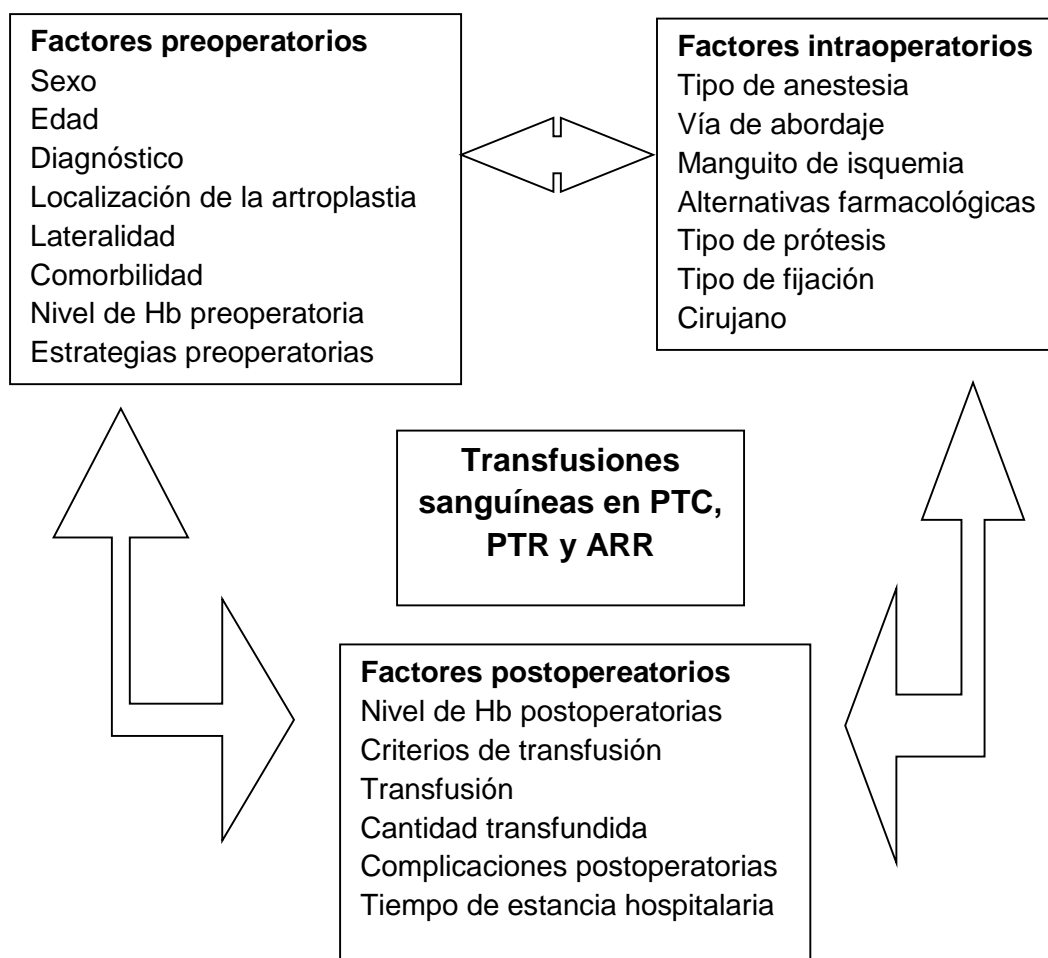 Factores preoperatorios
Sexo
Edad
Diagnóstico
Localización de la artroplastia
Lateralidad
Comorbilidad
Nivel de Hb preoperatoria
Estrategias preoperatorias
Factores intraoperatorios
Tipo de anestesia
Vía de abordaje
Manguito de isquemia
Alternativas farmacológicas
Tipo de prótesis
Tipo de fijación
Cirujano
Transfusiones
sanguíneas en PTC,
PTR y ARR
Factores postopereatorios
Nivel de Hb postoperatorias
Criterios de transfusión
Transfusión
Cantidad transfundida
Complicaciones postoperatorias
Tiempo de estancia hospitalaria